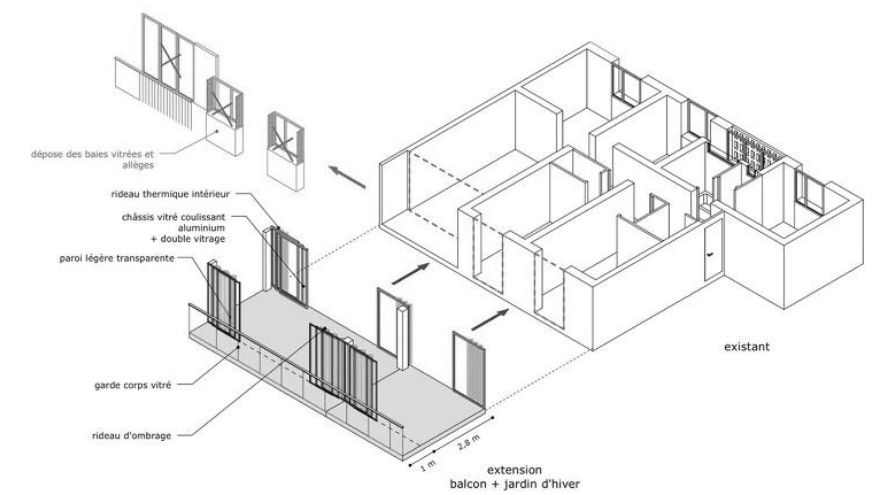 dépose des baies vitrées et
allèges
rideau thermique intérieur
châssis vitré coulissant
aluminium
+ double vitrage
paroi légère transparente
existant
garde corps vitré
rideau d'ombrage
1 m
2,8 m
extension
balcon + jardin d'hiver